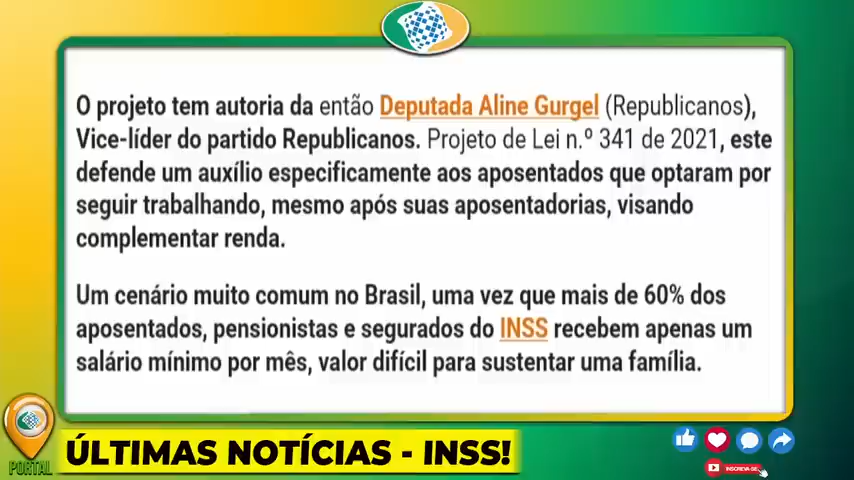 O projeto tem autoria da então Deputada Aline Gurgel (Republicanos),
Vice-líder do partido Republicanos. Projeto de Lei n.º 341 de 2021, este
defende um auxílio especificamente aos aposentados que optaram por
seguir trabalhando, mesmo após suas aposentadorias, visando
complementar renda.
Um cenário muito comum no Brasil, uma vez que mais de 60% dos
aposentados, pensionistas e segurados do INSS recebem apenas um
salário mínimo por mês, valor difícil para sustentar uma família.
PORTAL
ÚLTIMAS NOTÍCIAS - INSS!
INSCREVA-SE